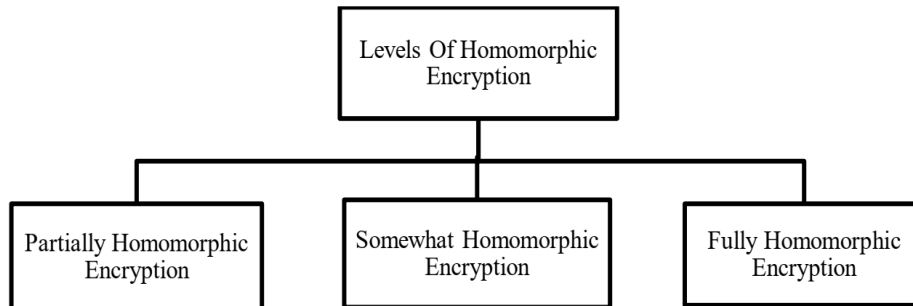 Levels Of Homomorphic
Encryption
Partially Homomorphic
Encryption
Somewhat Homomorphic
Encryption
Fully Homomorphic
Encryption